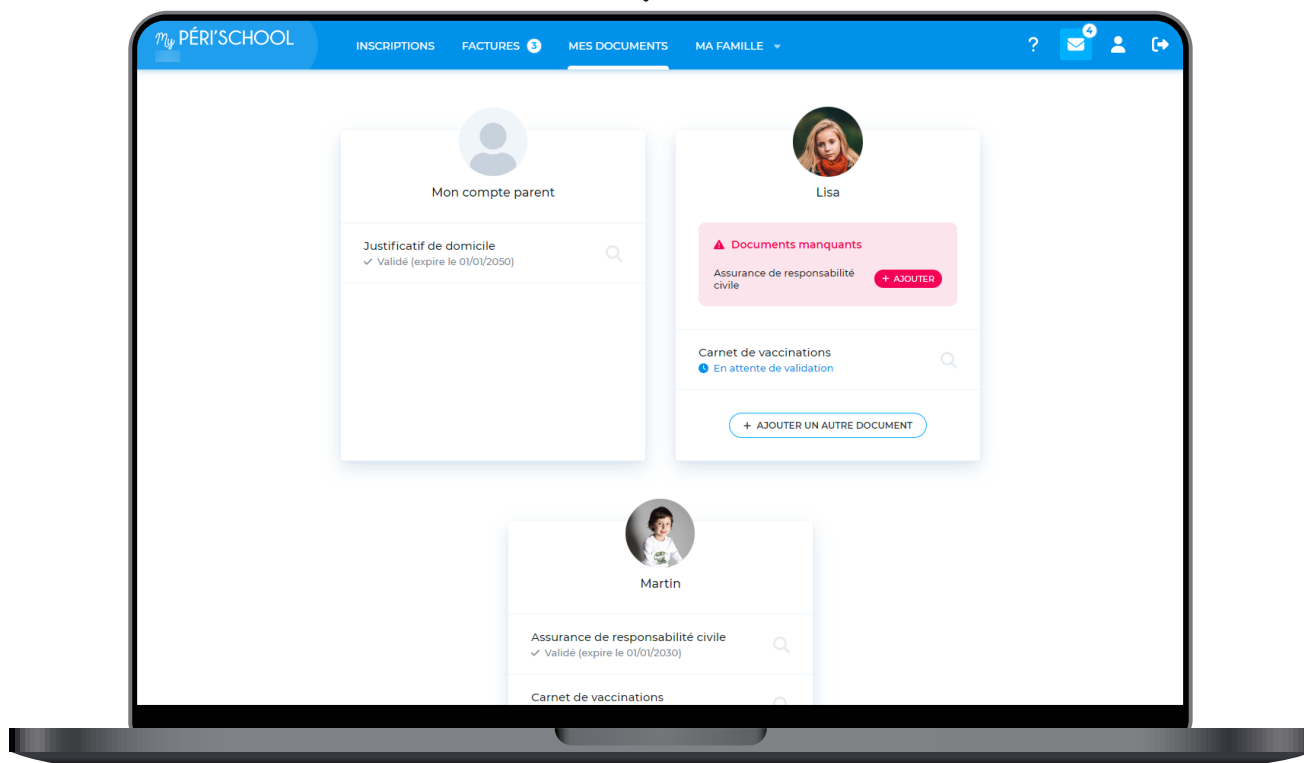 My PÉRI'SCHOOL
INSCRIPTIONS FACTURES 3 MES DOCUMENTS MA FAMILLE ? 4
Mon compte parent
Justificatif de domicile
Validé (expire le 01/01/2050)
Lisa
Documents manquants
Assurance de responsabilité
civile
+ AJOUTER
Carnet de vaccinations
En attente de validation
+ AJOUTER UN AUTRE DOCUMENT
Martin
Assurance de responsabilité civile
Validé (expire le 01/01/2030)
Carnet de vaccinations